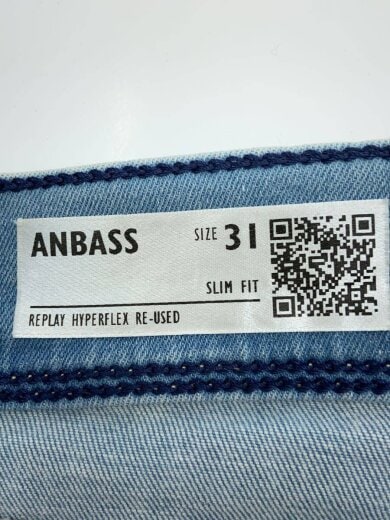 ANBASS SIZE 31
SLIM FIT
REPLAY HYPERFLEX RE-USED